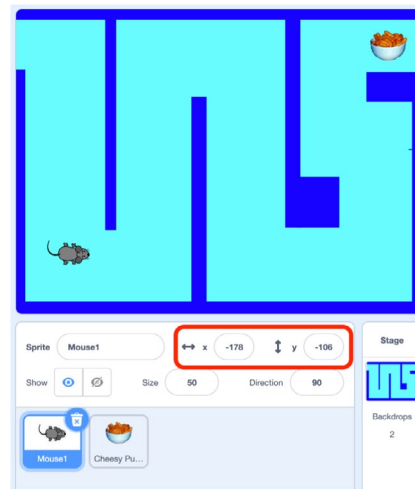 Sprite Mouse1 x -178 y -106
Show Size 50 Direction 90
Mouse1
Cheesy Pu...
Stage
Backdrops
2